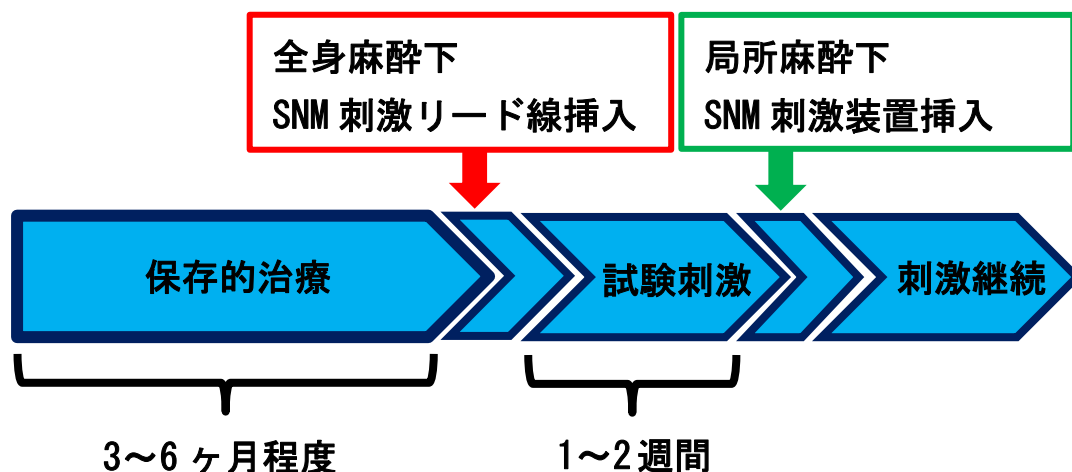 全身麻酔下
SNM 刺激リード線挿入
局所麻酔下
SNM 刺激装置挿入
保存的治療
試験刺激
刺激継続
3～6 ヶ月程度
1～2週間